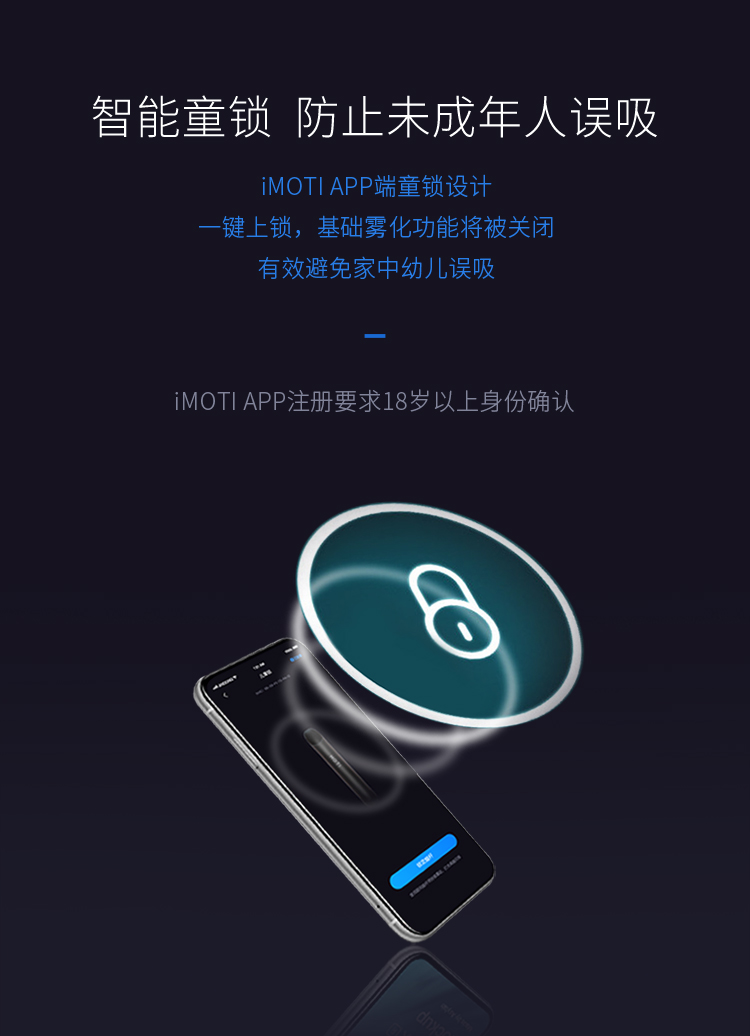 智能童锁 防止未成年人误吸
iMOTI APP端童锁设计
一键上锁，基础雾化功能将被关闭
有效避免家中幼儿误吸
iMOTI APP注册要求18岁以上身份确认